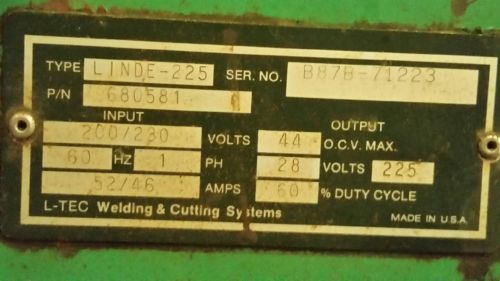 TYPE LINDE-225 SER. NO. B87B-71223
P/N 680581
INPUT OUTPUT
200/230 VOLTS 44 O.C.V. MAX.
60 HZ 1 PH 28 VOLTS 225
52/46 AMPS 60 % DUTY CYCLE
L-TEC Welding & Cutting Systems
MADE IN U.S.A.